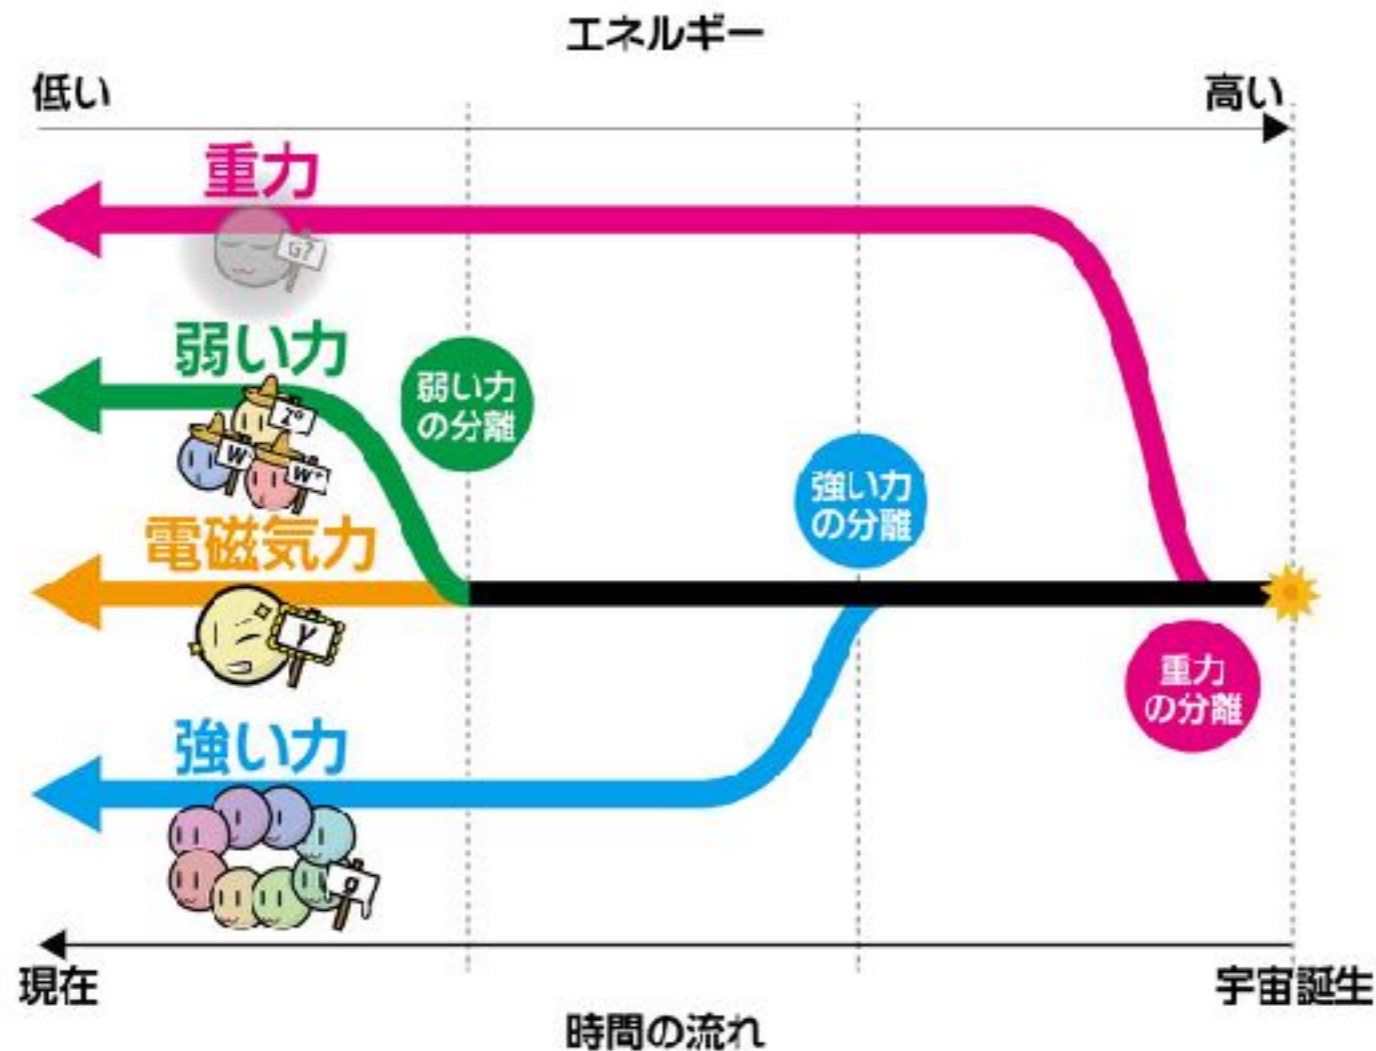 エネルギー
低い
高い
重力
G?
弱い力
Z⁰
W
W⁺
弱い力
の分離
強い力
の分離
電磁気力
γ
重力
の分離
強い力
g
現在
宇宙誕生
時間の流れ